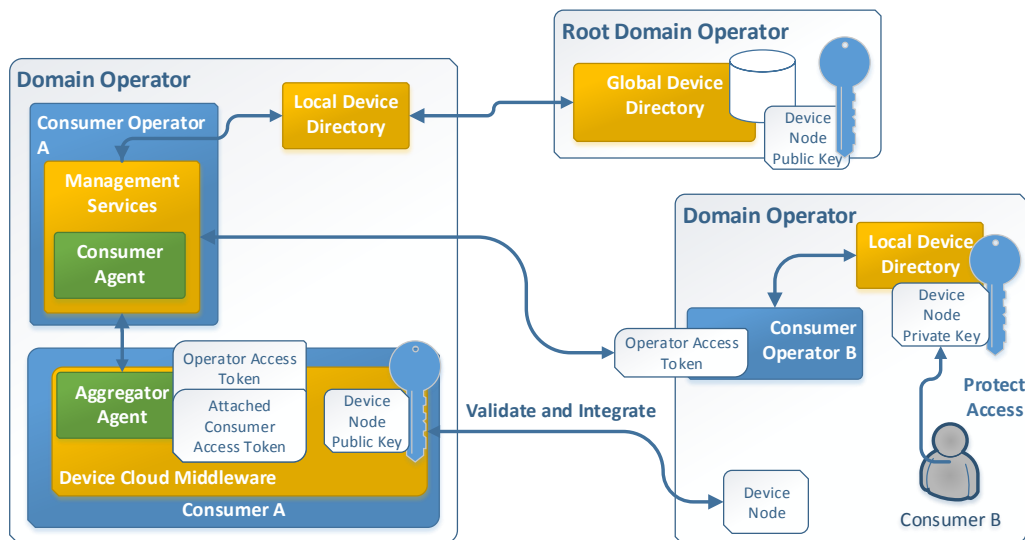 Domain Operator
Consumer Operator
A
Management
Services
Consumer
Agent
Local Device
Directory
Root Domain Operator
Global Device
Directory
Device
Node
Public Key
Domain Operator
Local Device
Directory
Device
Node
Private Key
Consumer
Operator B
Operator Access
Token
Protect
Access
Consumer B
Device
Node
Validate and Integrate
Aggregator
Agent
Operator Access
Token
Attached
Consumer
Access Token
Device
Node
Public Key
Device Cloud Middleware
Consumer A